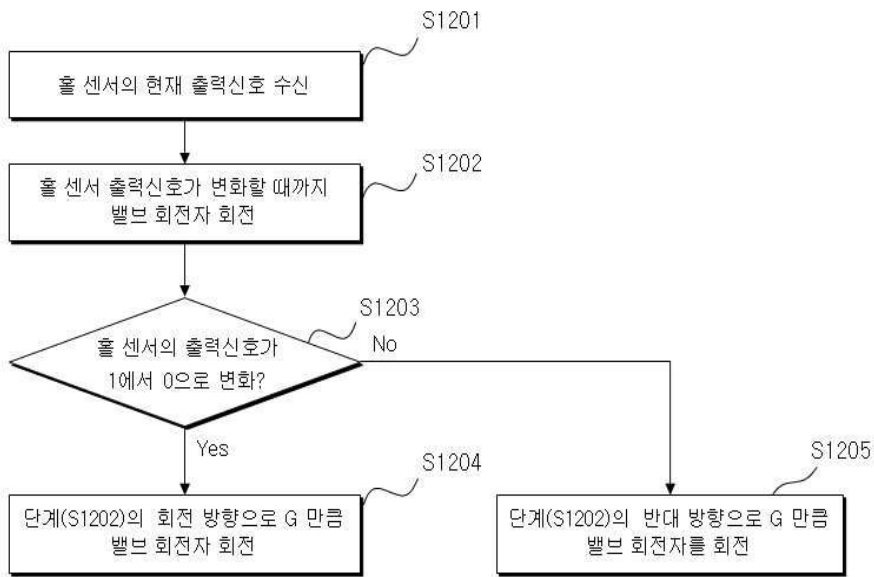 S1201
홀 센서의 현재 출력신호 수신
S1202
홀 센서 출력신호가 변화할 때까지
밸브 회전자 회전
S1203
홀 센서의 출력신호가
1에서 0으로 변화?
No
Yes
S1204
단계(S1202)의 회전 방향으로 G 만큼
밸브 회전자 회전
S1205
단계(S1202)의 반대 방향으로 G 만큼
밸브 회전자를 회전